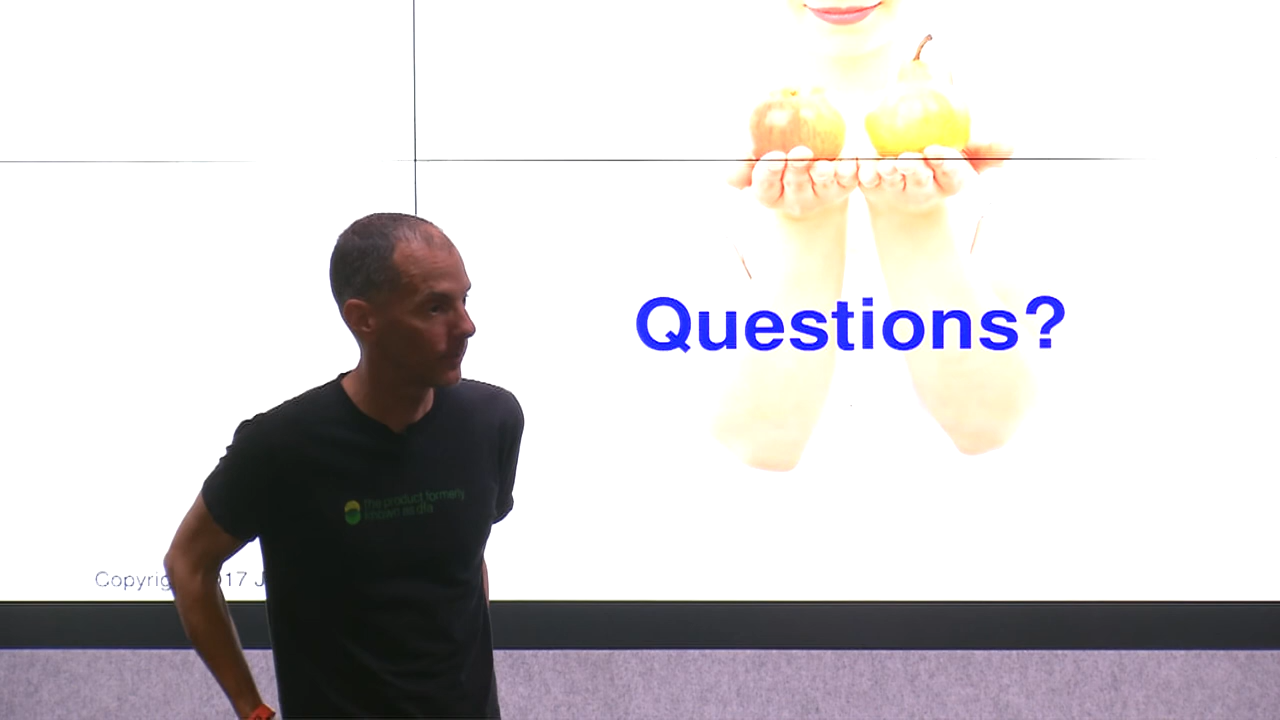 Questions?
the product formerly
known as dfa
Copyrig 017 J